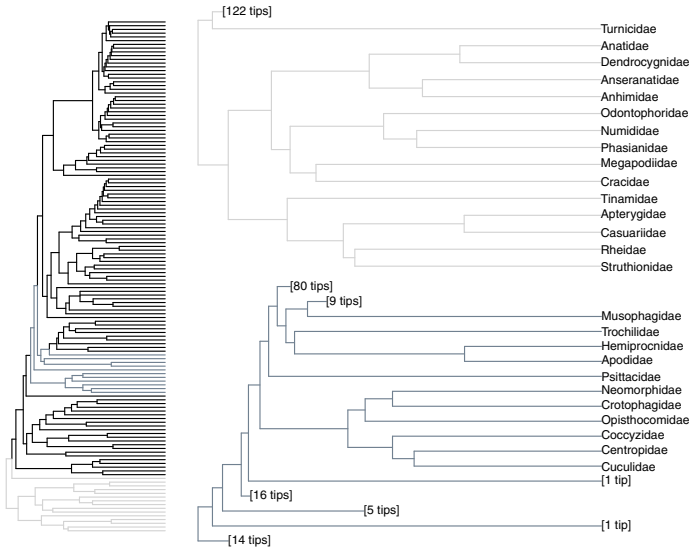 [122 tips]
Turnicidae
Anatidae
Dendrocygnidae
Anseranatidae
Anhimidae
Odontophoridae
Numididae
Phasianidae
Megapodiidae
Cracidae
Tinamidae
Apterygidae
Casuariidae
Rheidae
Struthionidae
[80 tips]
[9 tips]
Musophagidae
Trochilidae
Hemiprocnidae
Apodidae
Psittacidae
Neomorphidae
Crotophagidae
Opisthocomidae
Coccyzidae
Centropidae
Cuculidae
[1 tip]
[16 tips]
[5 tips]
[1 tip]
[14 tips]